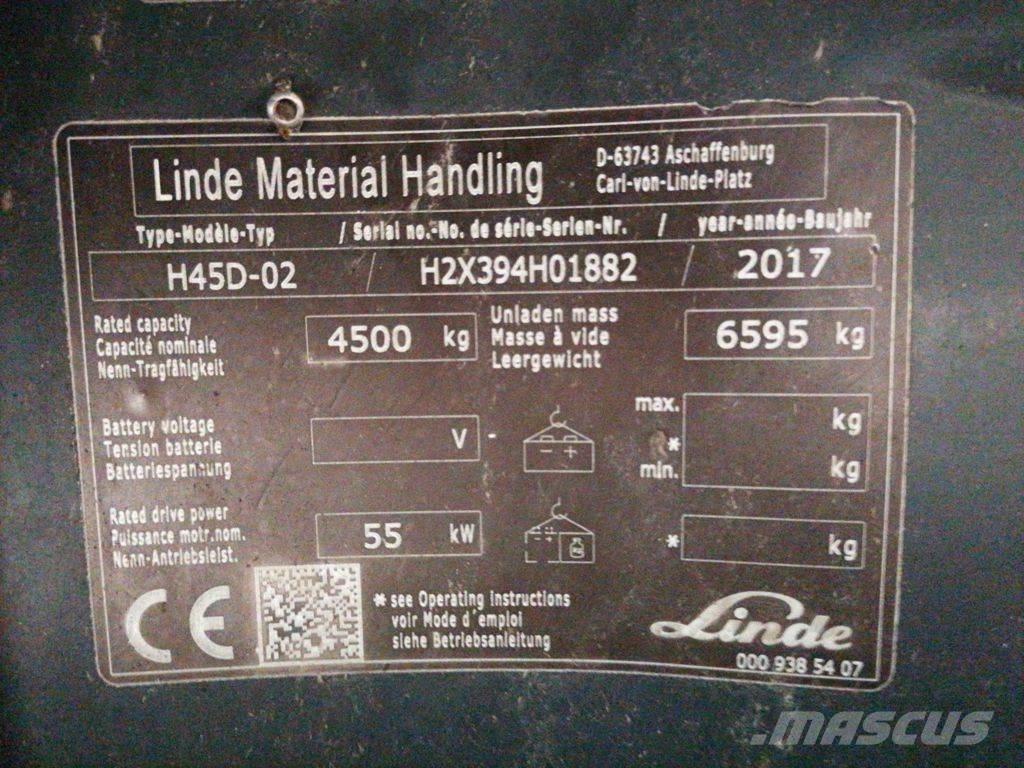 Linde Material Handling
D-63743 Aschaffenburg
Carl-von-Linde-Platz
Type-Modèle-Typ / Serial no.-No. de série-Serien-Nr. / year-année-Baujahr
H45D-02 / H2X394H01882 / 2017
Rated capacity
Capacité nominale
Nenn-Tragfähigkeit
4500 kg
Unladen mass
Masse à vide
Leergewicht
6595 kg
Battery voltage
Tension batterie
Batteriespannung
V
max. kg
*
min. kg
Rated drive power
Puissance motr.nom.
Nenn-Antriebsleist.
55 kW
* kg
CE
* see Operating instructions
voir Mode d'emploi
siehe Betriebsanleitung
Linde
000 938 54 07
MASCUS